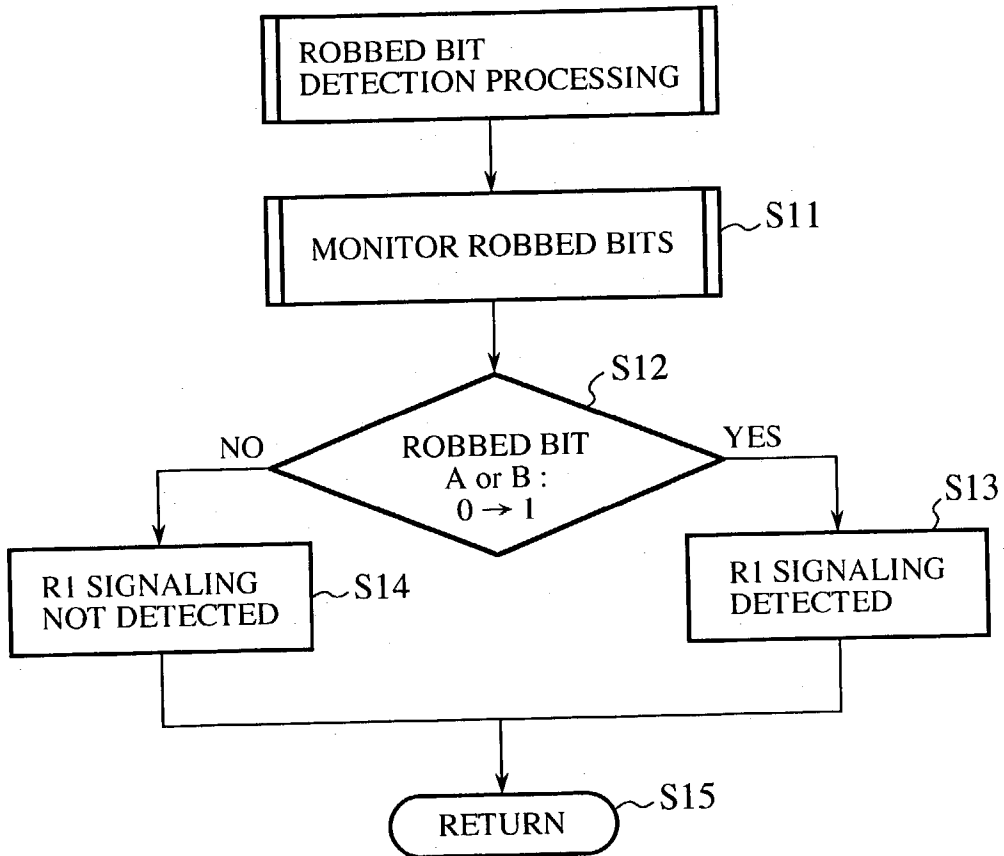 ROBBED BIT
DETECTION PROCESSING
MONITOR ROBBED BITS
S11
S12
NO
ROBBED BIT
A or B :
0 → 1
YES
S13
R1 SIGNALING
NOT DETECTED
S14
R1 SIGNALING
DETECTED
RETURN
S15